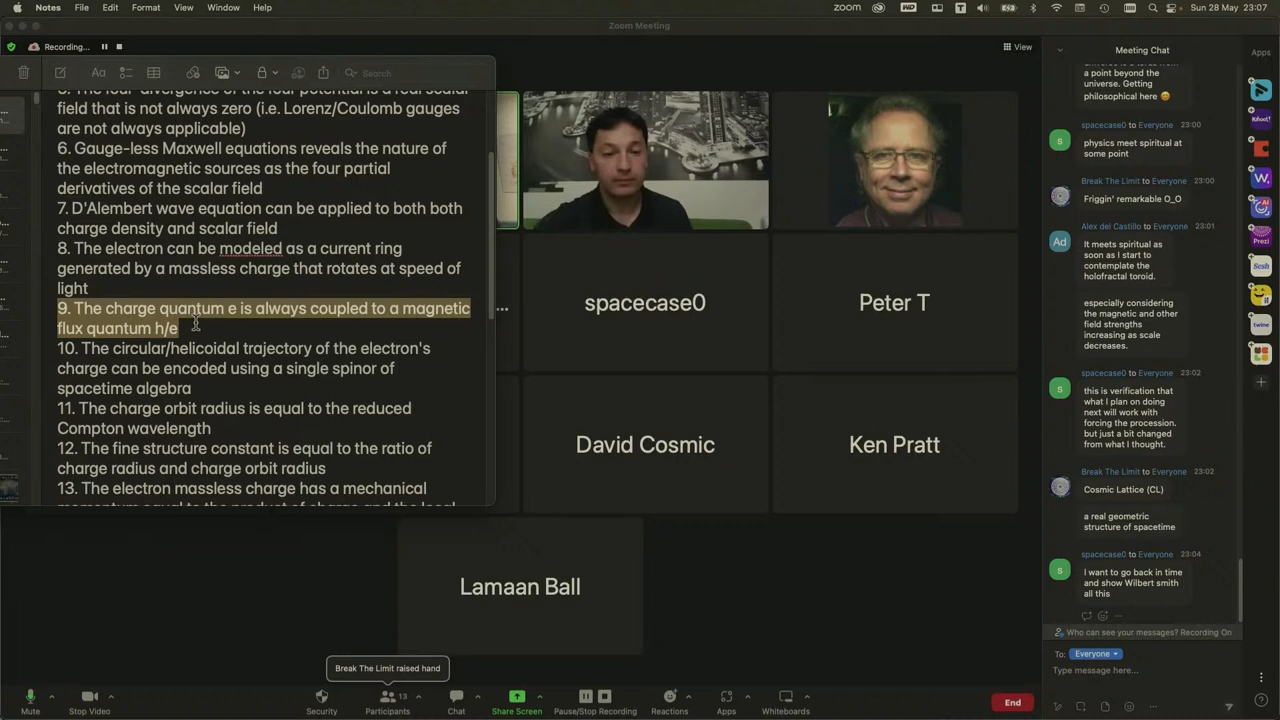 Notes File Edit Format View Window Help
zoom
Sun 28 May 23:07
Zoom Meeting
Recording...
View
Search
Aa
field that is not always zero (i.e. Lorenz/Coulomb gauges
are not always applicable)
6. Gauge-less Maxwell equations reveals the nature of
the electromagnetic sources as the four partial
derivatives of the scalar field
7. D'Alembert wave equation can be applied to both both
charge density and scalar field
8. The electron can be modeled as a current ring
generated by a massless charge that rotates at speed of
light
9. The charge quantum e is always coupled to a magnetic
flux quantum h/e
10. The circular/helicoidal trajectory of the electron's
charge can be encoded using a single spinor of
spacetime algebra
11. The charge orbit radius is equal to the reduced
Compton wavelength
12. The fine structure constant is equal to the ratio of
charge radius and charge orbit radius
13. The electron massless charge has a mechanical
spacecase0
Peter T
David Cosmic
Ken Pratt
Lamaan Ball
Break The Limit raised hand
Mute
Stop Video
Security
Participants
13
Chat
Share Screen
Pause/Stop Recording
Reactions
Apps
Whiteboards
End
Meeting Chat
a point beyond the
universe. Getting
philosophical here
spacecase0 to Everyone 23:00
S
physics meet spiritual at
some point
Break The Limit to Everyone 23:00
Friggin' remarkable O_O
Alex del Castillo to Everyone 23:01
Ad
It meets spiritual as
soon as I start to
contemplate the
holofractal toroid.
especially considering
the magnetic and other
field strengths
increasing as scale
decreases.
spacecase0 to Everyone 23:02
S
this is verification that
what I plan on doing
next will work with
forcing the procession.
but just a bit changed
from what I thought.
Break The Limit to Everyone 23:02
Cosmic Lattice (CL)
a real geometric
structure of spacetime
spacecase0 to Everyone 23:04
S
I want to go back in time
and show Wilbert smith
all this
Who can see your messages? Recording On
To: Everyone
Type message here...
Apps
Kahoot!
W.
Prezi
Sesh
twine